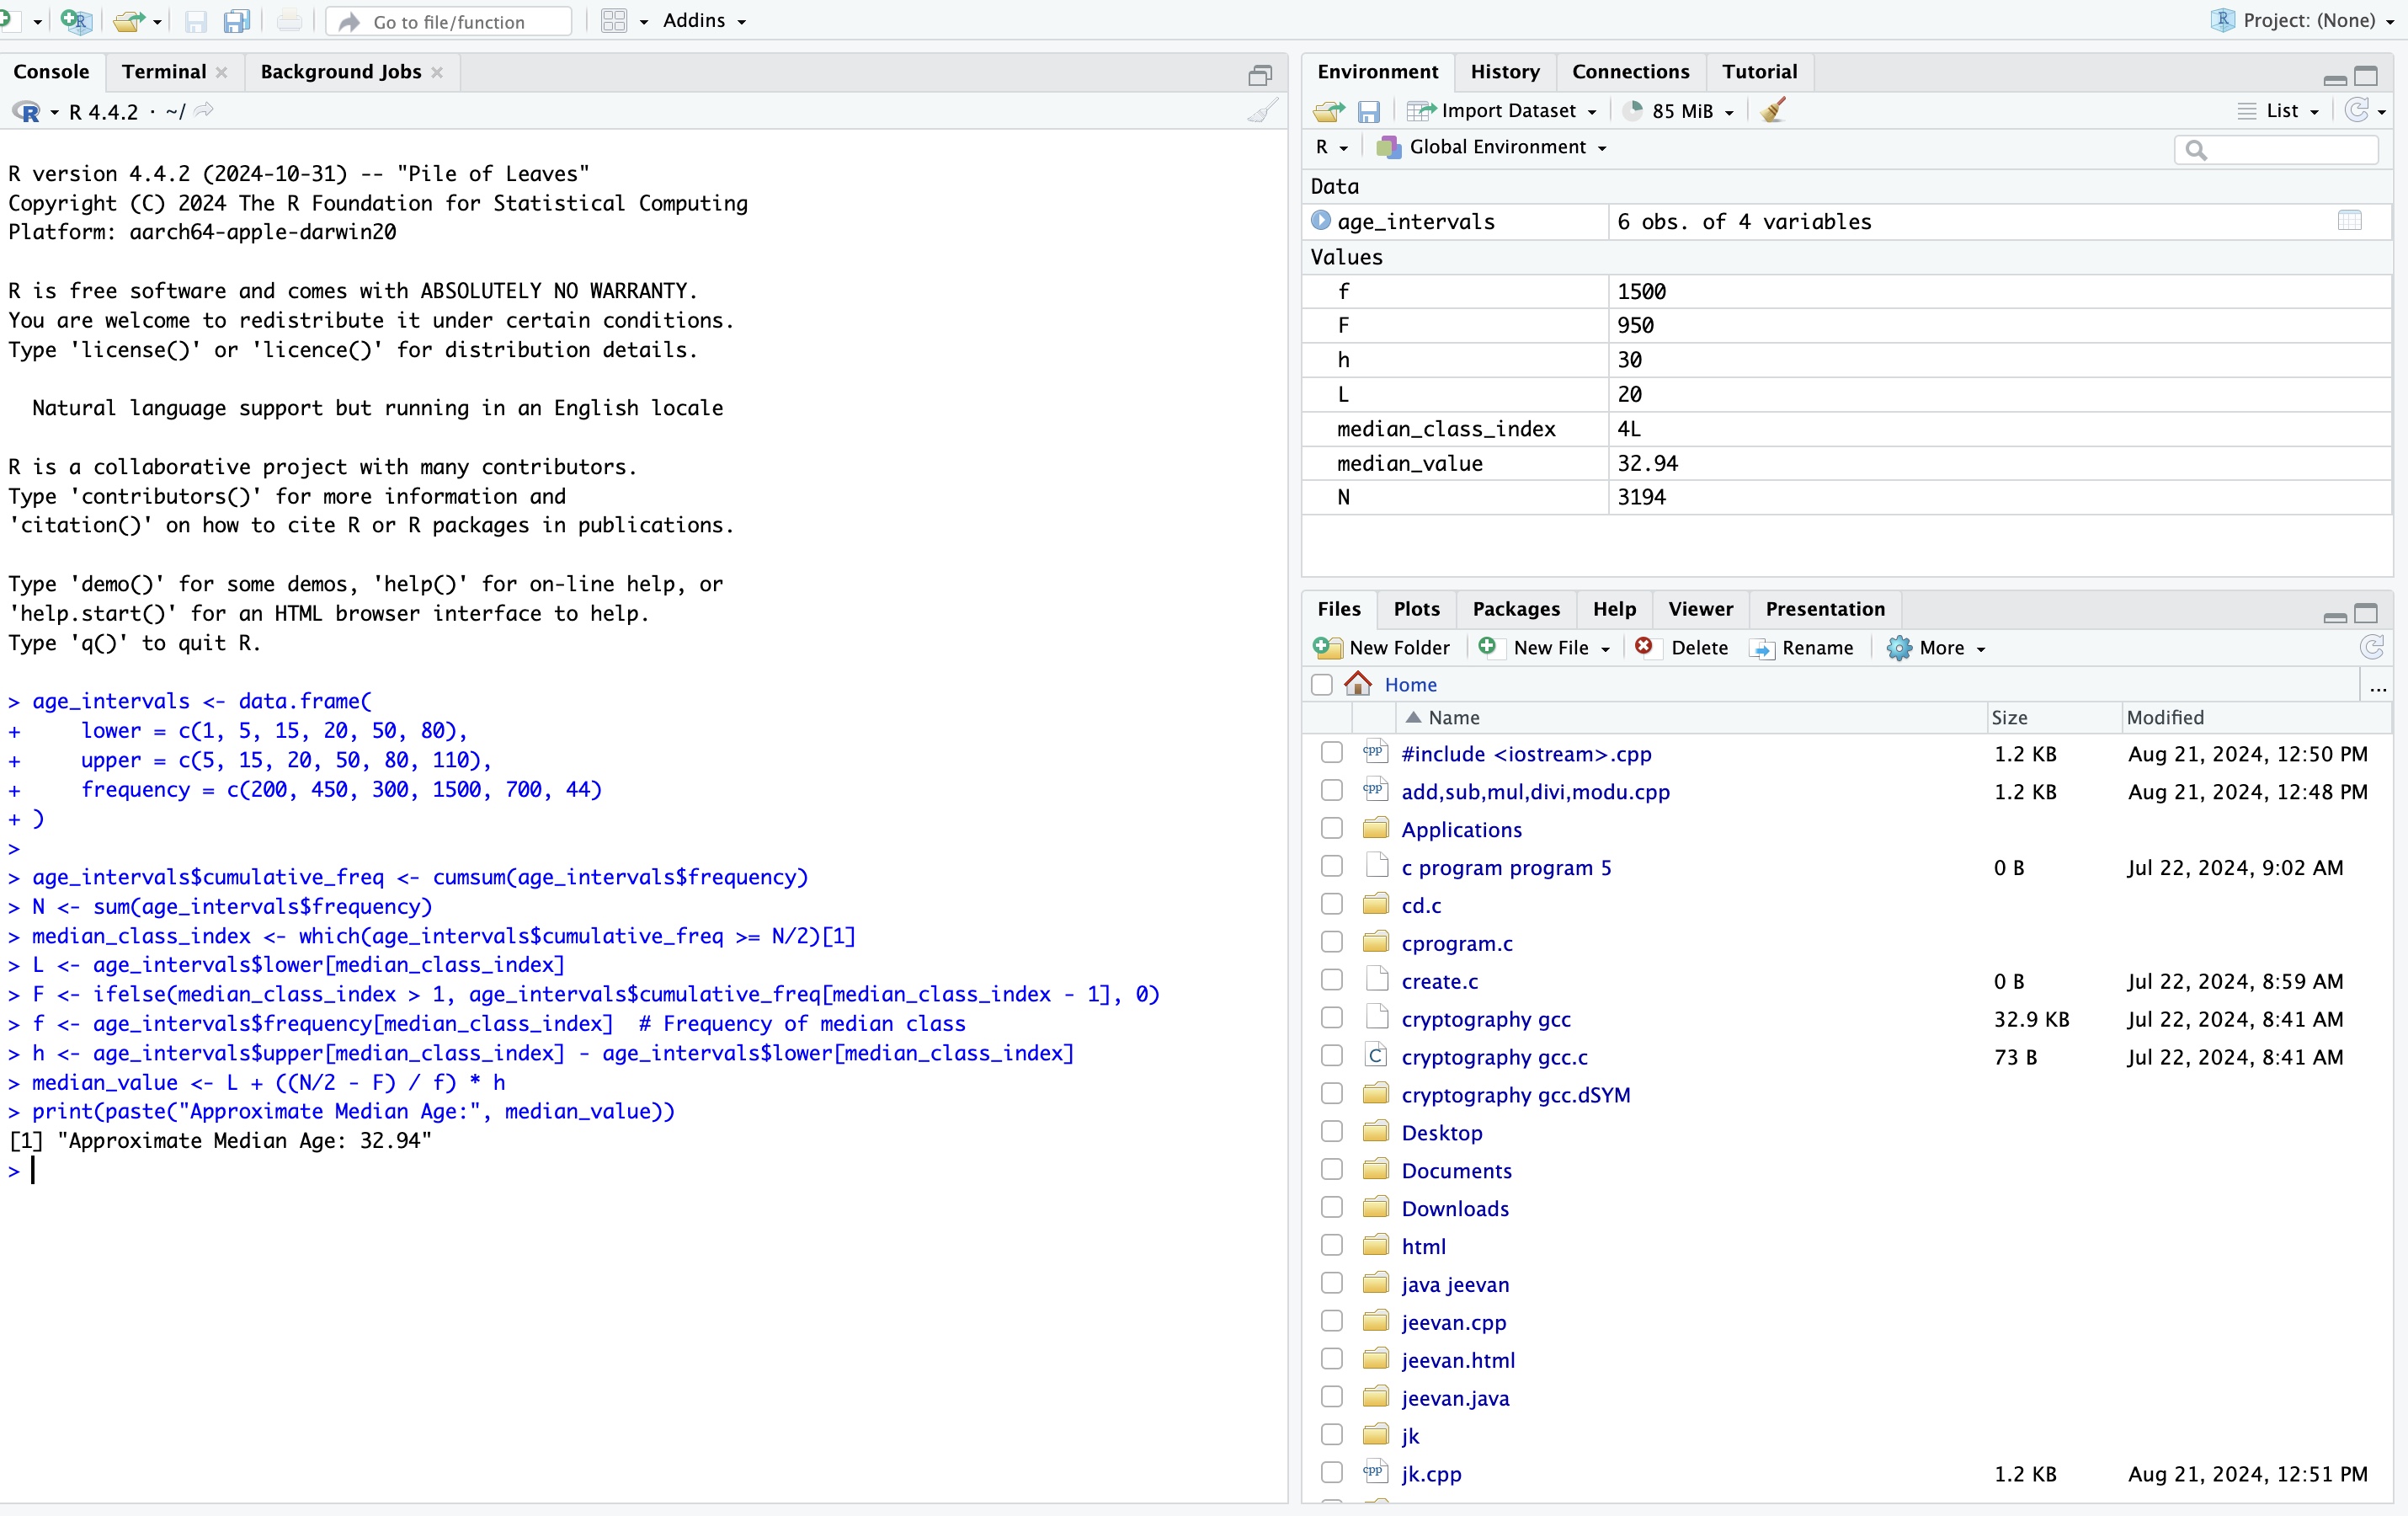 Go to file/function
Addins
Project: (None)
Console
Terminal
Background Jobs
R 4.4.2 · ~/
R version 4.4.2 (2024-10-31) -- "Pile of Leaves"
Copyright (C) 2024 The R Foundation for Statistical Computing
Platform: aarch64-apple-darwin20
R is free software and comes with ABSOLUTELY NO WARRANTY.
You are welcome to redistribute it under certain conditions.
Type 'license()' or 'licence()' for distribution details.
Natural language support but running in an English locale
R is a collaborative project with many contributors.
Type 'contributors()' for more information and
'citation()' on how to cite R or R packages in publications.
Type 'demo()' for some demos, 'help()' for on-line help, or
'help.start()' for an HTML browser interface to help.
Type 'q()' to quit R.
> age_intervals <- data.frame(
+     lower = c(1, 5, 15, 20, 50, 80),
+     upper = c(5, 15, 20, 50, 80, 110),
+     frequency = c(200, 450, 300, 1500, 700, 44)
+ )
>
> age_intervals$cumulative_freq <- cumsum(age_intervals$frequency)
> N <- sum(age_intervals$frequency)
> median_class_index <- which(age_intervals$cumulative_freq >= N/2)[1]
> L <- age_intervals$lower[median_class_index]
> F <- ifelse(median_class_index > 1, age_intervals$cumulative_freq[median_class_index - 1], 0)
> f <- age_intervals$frequency[median_class_index]  # Frequency of median class
> h <- age_intervals$upper[median_class_index] - age_intervals$lower[median_class_index]
> median_value <- L + ((N/2 - F) / f) * h
> print(paste("Approximate Median Age:", median_value))
[1] "Approximate Median Age: 32.94"
>
Environment
History
Connections
Tutorial
Import Dataset
85 MiB
List
R
Global Environment
Data
age_intervals 6 obs. of 4 variables
Values
f 1500
F 950
h 30
L 20
median_class_index 4L
median_value 32.94
N 3194
Files
Plots
Packages
Help
Viewer
Presentation
New Folder
New File
Delete
Rename
More
Home
...
Name Size Modified
cpp #include <iostream>.cpp 1.2 KB Aug 21, 2024, 12:50 PM
cpp add,sub,mul,divi,modu.cpp 1.2 KB Aug 21, 2024, 12:48 PM
Applications
c program program 5 0 B Jul 22, 2024, 9:02 AM
cd.c
cprogram.c
create.c 0 B Jul 22, 2024, 8:59 AM
cryptography gcc 32.9 KB Jul 22, 2024, 8:41 AM
C cryptography gcc.c 73 B Jul 22, 2024, 8:41 AM
cryptography gcc.dSYM
Desktop
Documents
Downloads
html
java jeevan
jeevan.cpp
jeevan.html
jeevan.java
jk
cpp jk.cpp 1.2 KB Aug 21, 2024, 12:51 PM